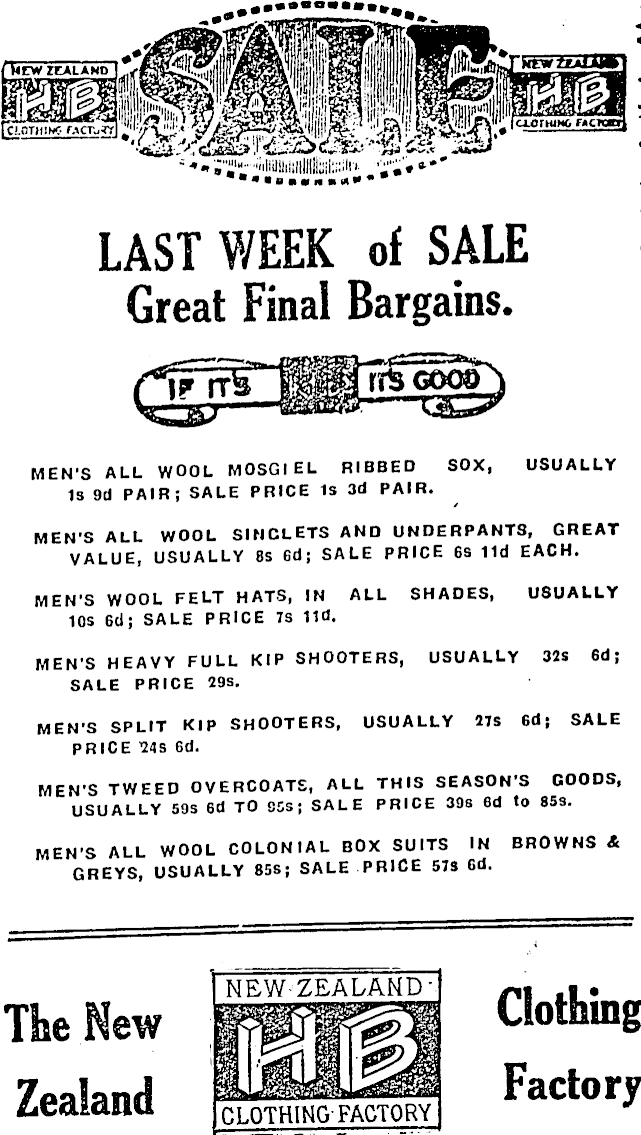 SALE
NEW ZEALAND
HB
CLOTHING FACTORY
NEW ZEALAND
HB
CLOTHING FACTORY
LAST WEEK of SALE
Great Final Bargains.
IF IT'S
IT'S GOOD
MEN'S ALL WOOL MOSGIEL RIBBED SOX, USUALLY
1s 9d PAIR; SALE PRICE 1s 3d PAIR.
MEN'S ALL WOOL SINGLETS AND UNDERPANTS, GREAT
VALUE, USUALLY 8s 6d; SALE PRICE 6s 11d EACH.
MEN'S WOOL FELT HATS, IN ALL SHADES, USUALLY
10s 6d; SALE PRICE 7s 11d.
MEN'S HEAVY FULL KIP SHOOTERS, USUALLY 32s 6d;
SALE PRICE 29s.
MEN'S SPLIT KIP SHOOTERS, USUALLY 27s 6d; SALE
PRICE 24s 6d.
MEN'S TWEED OVERCOATS, ALL THIS SEASON'S GOODS,
USUALLY 59s 6d TO 95s; SALE PRICE 39s 6d to 85s.
MEN'S ALL WOOL COLONIAL BOX SUITS IN BROWNS &
GREYS, USUALLY 85s; SALE PRICE 57s 6d.
The New
Zealand
NEW ZEALAND
HB
CLOTHING FACTORY
Clothing
Factory